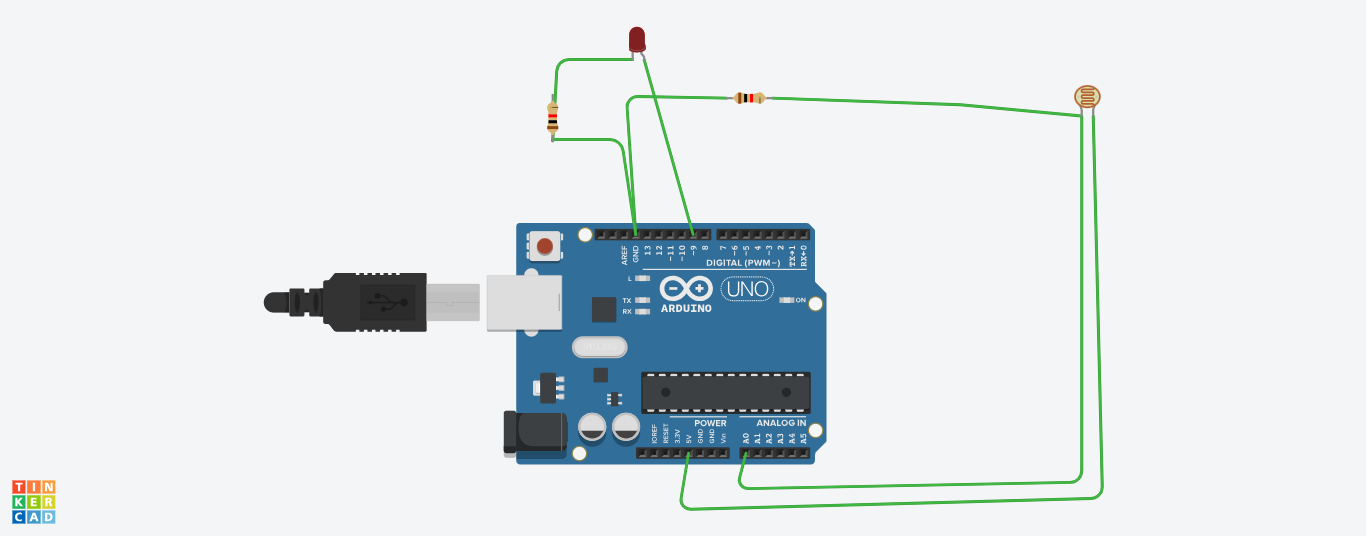 AREF
GND
13
12
~11
~10
~9
8
7
~6
~5
4
~3
2
TX→1
RX←0
DIGITAL (PWM~)
L
TX
RX
ARDUINO
UNO
ON
POWER
ANALOG IN
IOREF
RESET
3.3V
5V
GND
GND
Vin
A0
A1
A2
A3
A4
A5
TIN
KER
CAD